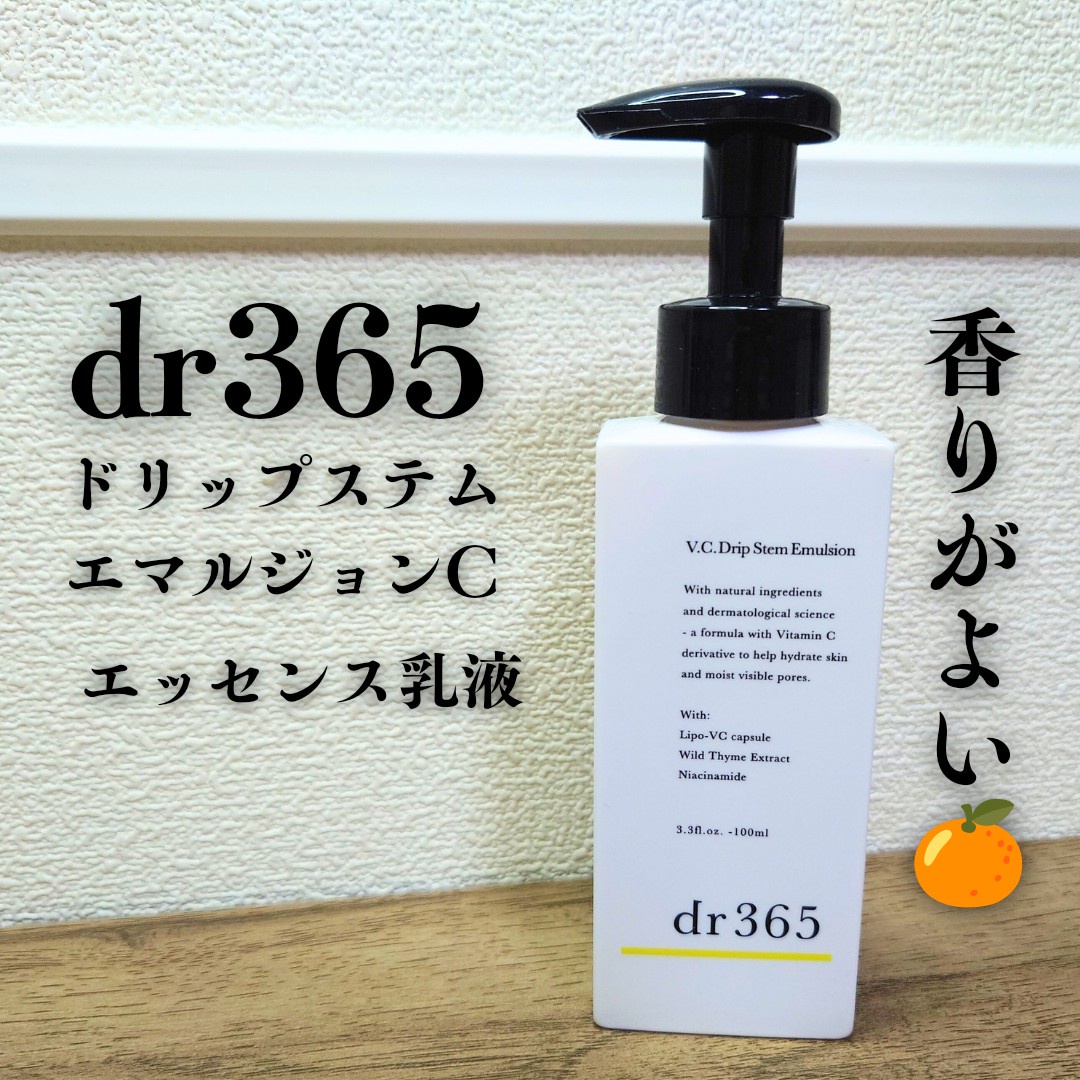 dr365
ドリップステム
エマルジョンC
エッセンス乳液
香りがよい
V.C.Drip Stem Emulsion
With natural ingredients
and dermatological science
- a formula with Vitamin C
derivative to help hydrate skin
and moist visible pores.
With:
Lipo-VC capsule
Wild Thyme Extract
Niacinamide
3.3fl.oz. -100ml
dr365